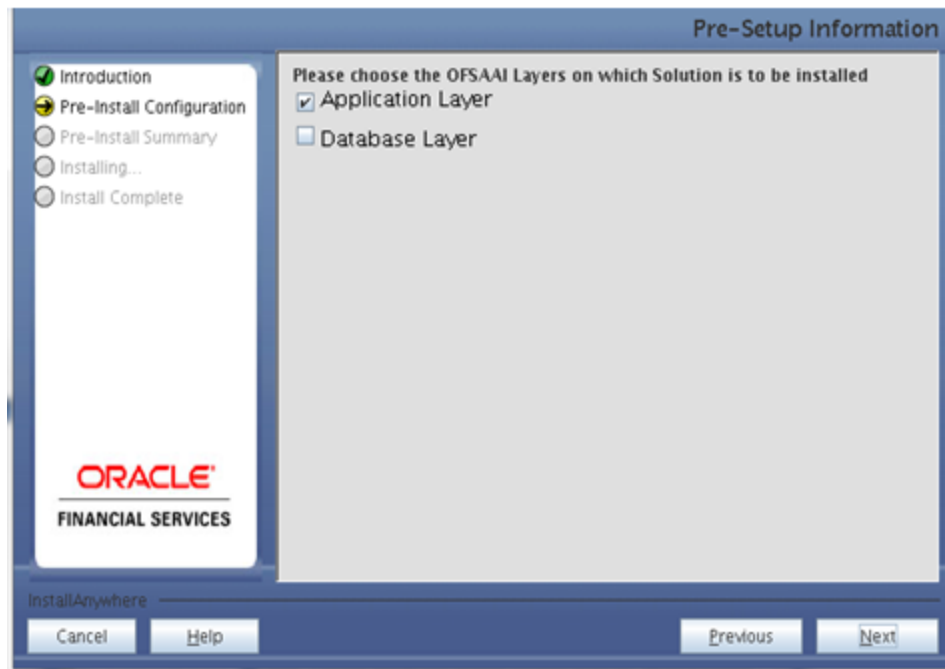 Pre-Setup Information
Introduction
Pre-Install Configuration
Pre-Install Summary
Installing...
Install Complete
ORACLE®
FINANCIAL SERVICES
Please choose the OFSAAI Layers on which Solution is to be installed
Application Layer
Database Layer
InstallAnywhere
Cancel
Help
Previous
Next